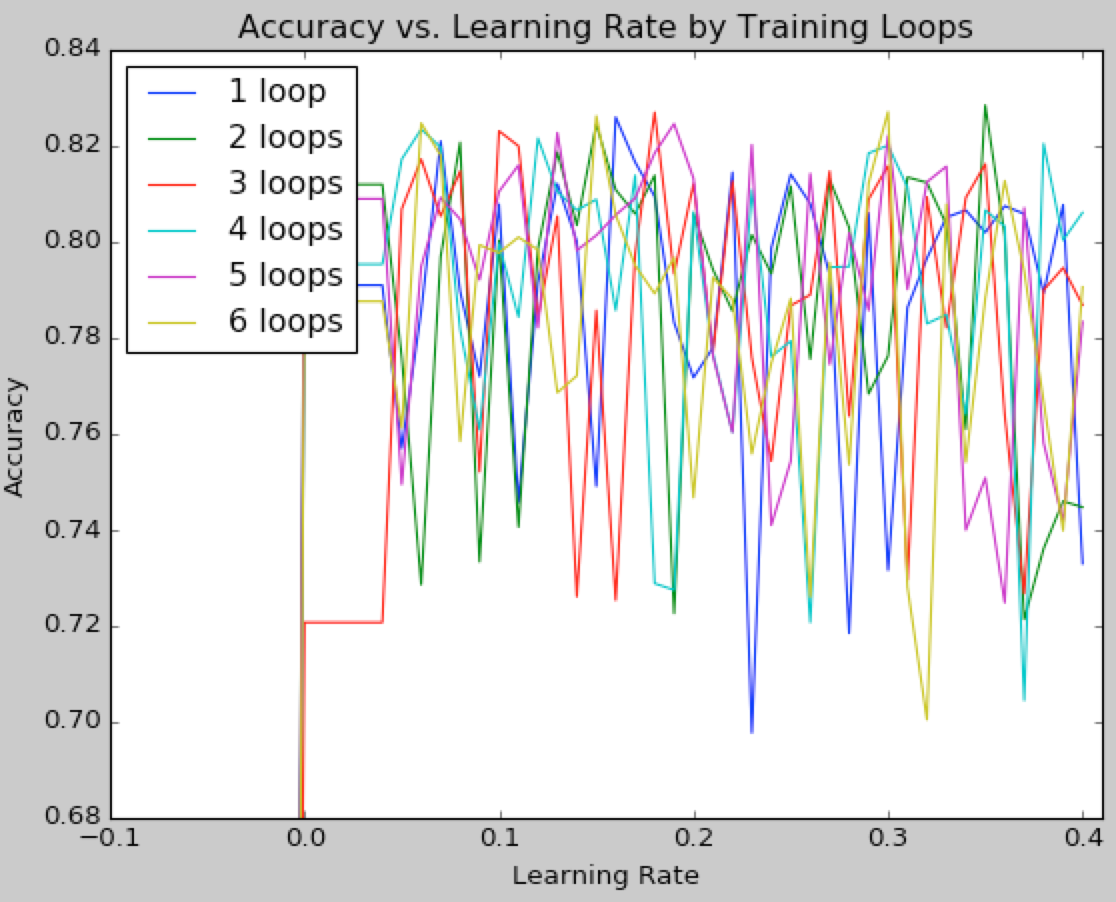 Accuracy vs. Learning Rate by Training Loops
0.84
0.82
0.80
0.78
0.76
0.74
0.72
0.70
0.68
Accuracy
1 loop
2 loops
3 loops
4 loops
5 loops
6 loops
−0.1 0.0 0.1 0.2 0.3 0.4
Learning Rate